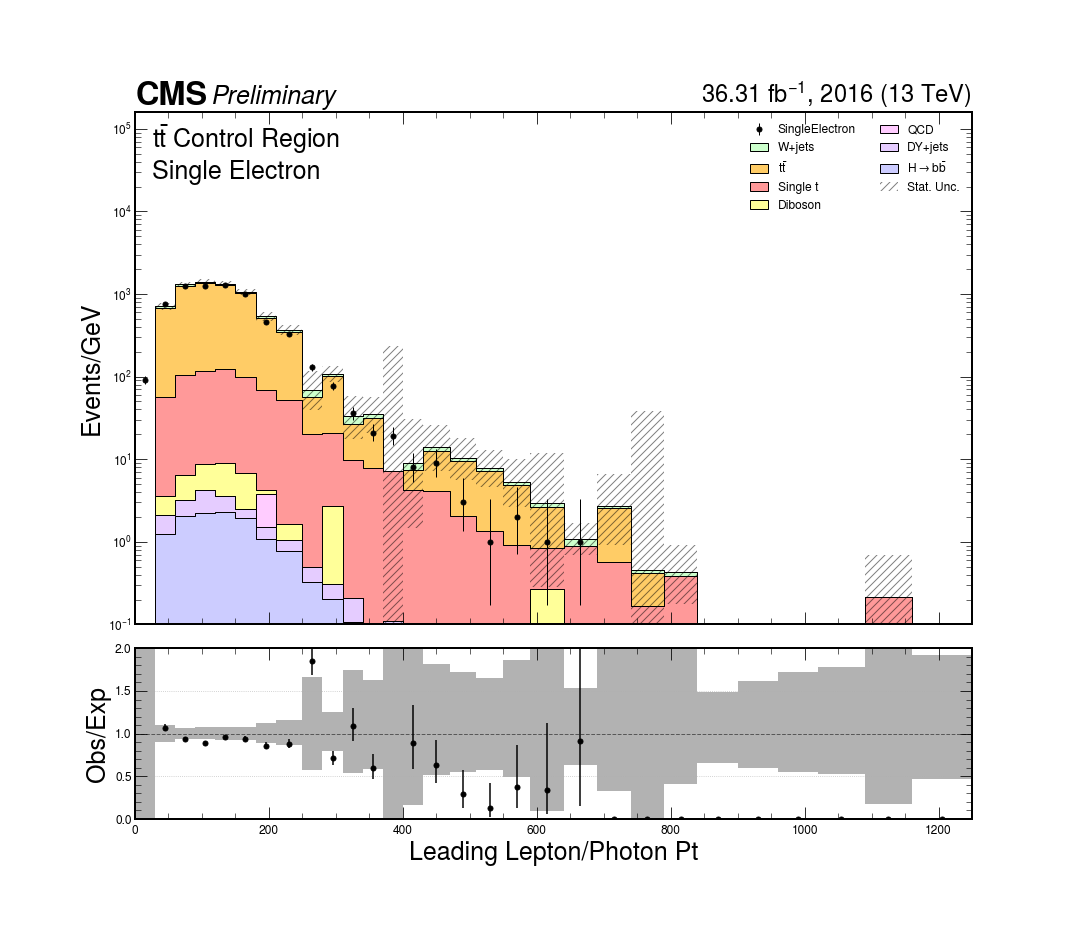 CMS Preliminary
36.31 fb⁻¹, 2016 (13 TeV)
tt̄ Control Region
Single Electron
SingleElectron
W+jets
tt̄
Single t
Diboson
QCD
DY+jets
H→bb̄
Stat. Unc.
Events/GeV
10⁵
10⁴
10³
10²
10¹
10⁰
10⁻¹
Obs/Exp
2.0
1.5
1.0
0.5
0.0
0 200 400 600 800 1000 1200
Leading Lepton/Photon Pt